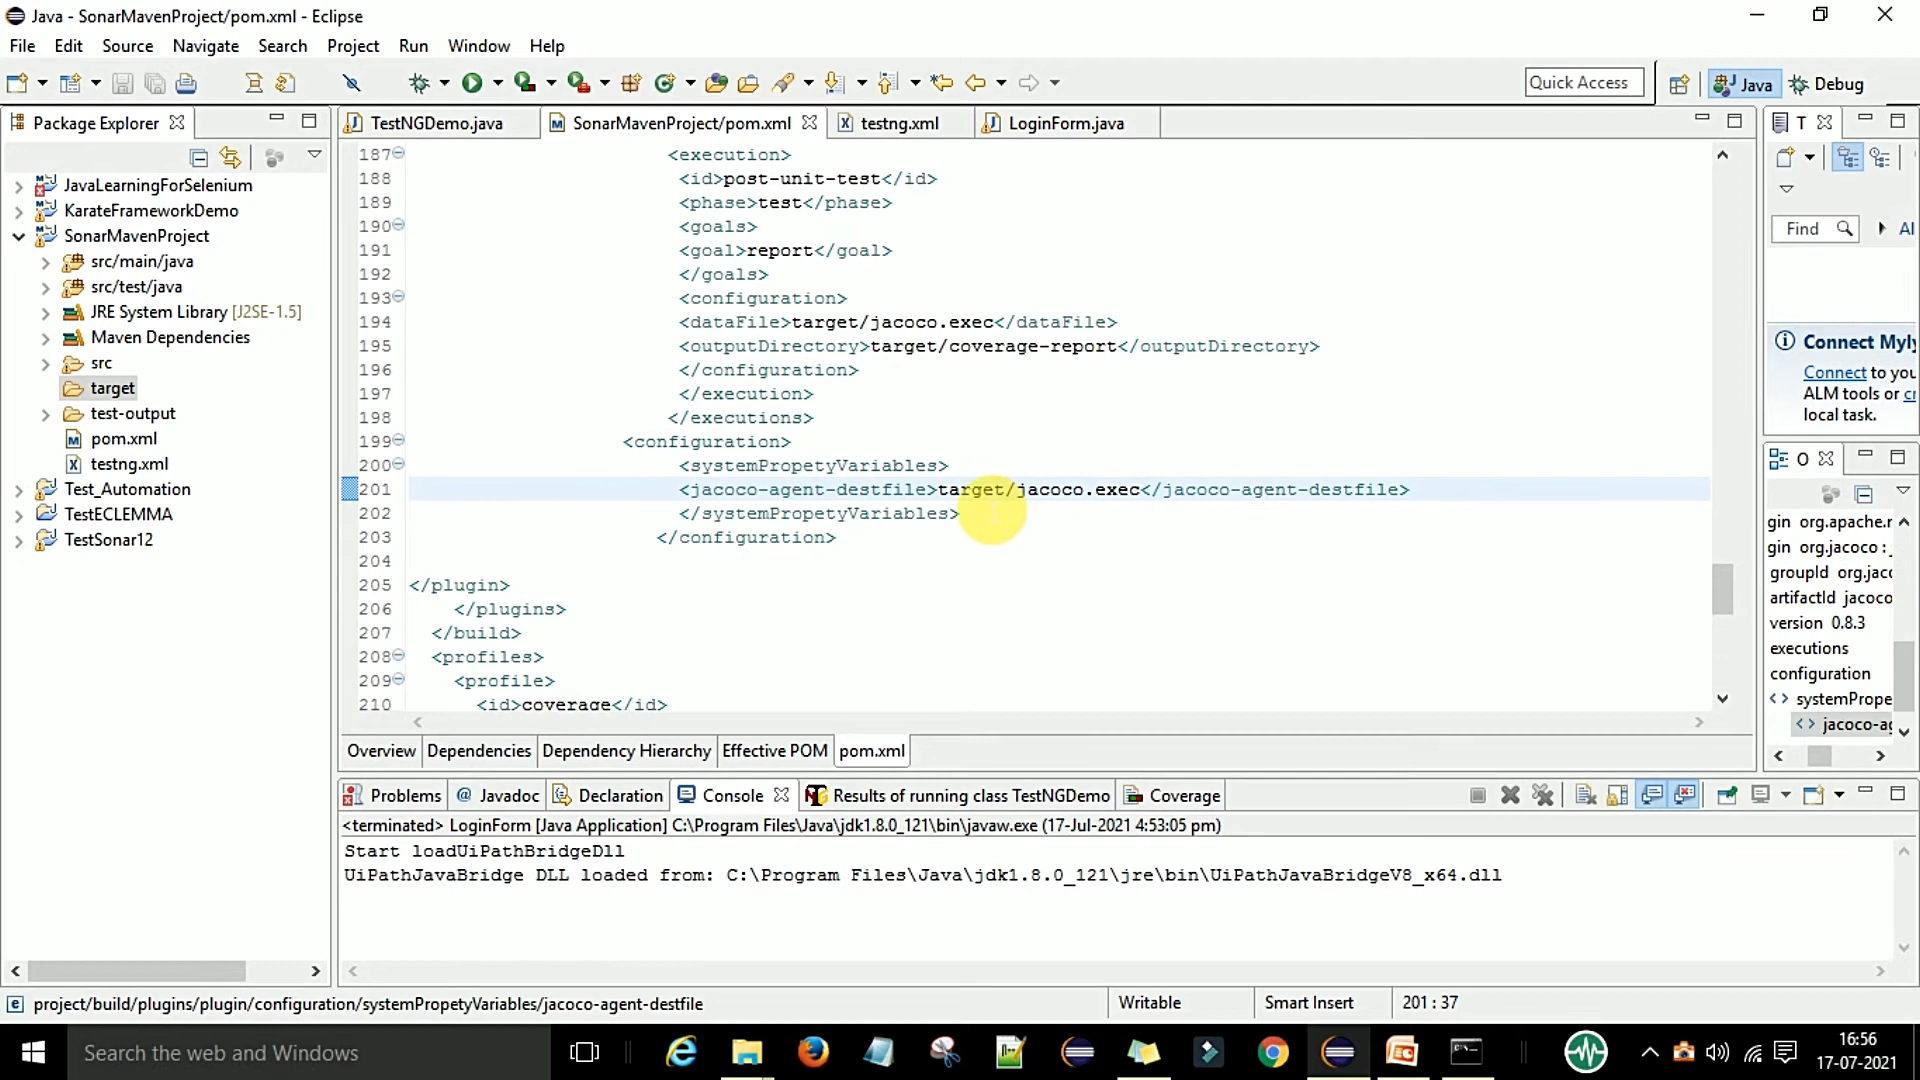 Java - SonarMavenProject/pom.xml - Eclipse
File Edit Source Navigate Search Project Run Window Help
Quick Access
Java
Debug
Package Explorer
JavaLearningForSelenium
KarateFrameworkDemo
SonarMavenProject
src/main/java
src/test/java
JRE System Library [J2SE-1.5]
Maven Dependencies
src
target
test-output
pom.xml
testng.xml
Test_Automation
TestECLEMMA
TestSonar12
TestNGDemo.java
SonarMavenProject/pom.xml
testng.xml
LoginForm.java
187 <execution>
188 <id>post-unit-test</id>
189 <phase>test</phase>
190 <goals>
191 <goal>report</goal>
192 </goals>
193 <configuration>
194 <dataFile>target/jacoco.exec</dataFile>
195 <outputDirectory>target/coverage-report</outputDirectory>
196 </configuration>
197 </execution>
198 </executions>
199 <configuration>
200 <systemPropetyVariables>
201 <jacoco-agent-destfile>target/jacoco.exec</jacoco-agent-destfile>
202 </systemPropetyVariables>
203 </configuration>
204
205 </plugin>
206 </plugins>
207 </build>
208 <profiles>
209 <profile>
210 <id>coverage</id>
Overview Dependencies Dependency Hierarchy Effective POM pom.xml
T
Find
Al
Connect Myly
Connect to you
ALM tools or cr
local task.
O
gin org.apache.r
gin org.jacoco :
groupId org.jacc
artifactId jacoco
version 0.8.3
executions
configuration
<> systemPrope
<> jacoco-ag
Problems @ Javadoc Declaration Console Results of running class TestNGDemo Coverage
<terminated> LoginForm [Java Application] C:\Program Files\Java\jdk1.8.0_121\bin\javaw.exe (17-Jul-2021 4:53:05 pm)
Start loadUiPathBridgeDll
UiPathJavaBridge DLL loaded from: C:\Program Files\Java\jdk1.8.0_121\jre\bin\UiPathJavaBridgeV8_x64.dll
project/build/plugins/plugin/configuration/systemPropetyVariables/jacoco-agent-destfile
Writable
Smart Insert
201 : 37
Search the web and Windows
16:56
17-07-2021